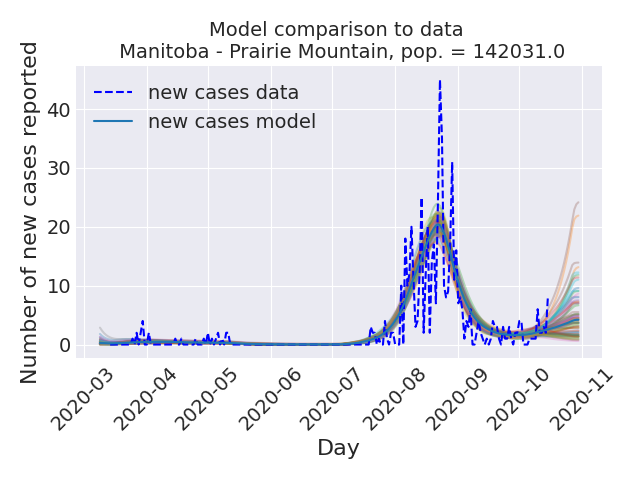 Model comparison to data
Manitoba - Prairie Mountain, pop. = 142031.0
Number of new cases reported
new cases data
new cases model
40
30
20
10
0
2020-03
2020-04
2020-05
2020-06
2020-07
2020-08
2020-09
2020-10
2020-11
Day